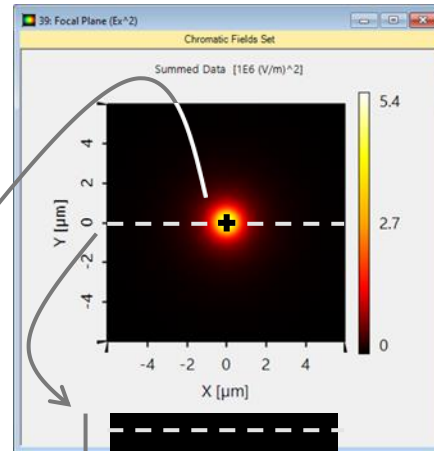 39: Focal Plane (Ex^2)
Chromatic Fields Set
Summed Data [1E6 (V/m)^2]
5.4
2.7
0
Y [µm]
4
2
0
-2
-4
-4 -2 0 2 4
X [µm]